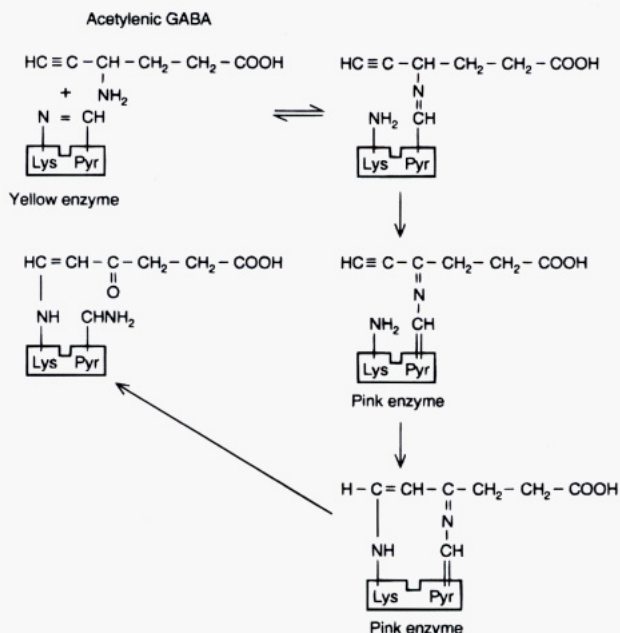 Acetylenic GABA
HC≡C-CH-CH₂-CH₂-COOH
+ NH₂
N = CH
Lys Pyr
Yellow enzyme
HC≡C-CH-CH₂-CH₂-COOH
N
NH₂ CH
Lys Pyr
HC≡C-C-CH₂-CH₂-COOH
N
NH₂ CH
Lys Pyr
Pink enzyme
H-C=CH-C-CH₂-CH₂-COOH
N
NH CH
Lys Pyr
Pink enzyme
HC=CH-C-CH₂-CH₂-COOH
O
NH CHNH₂
Lys Pyr